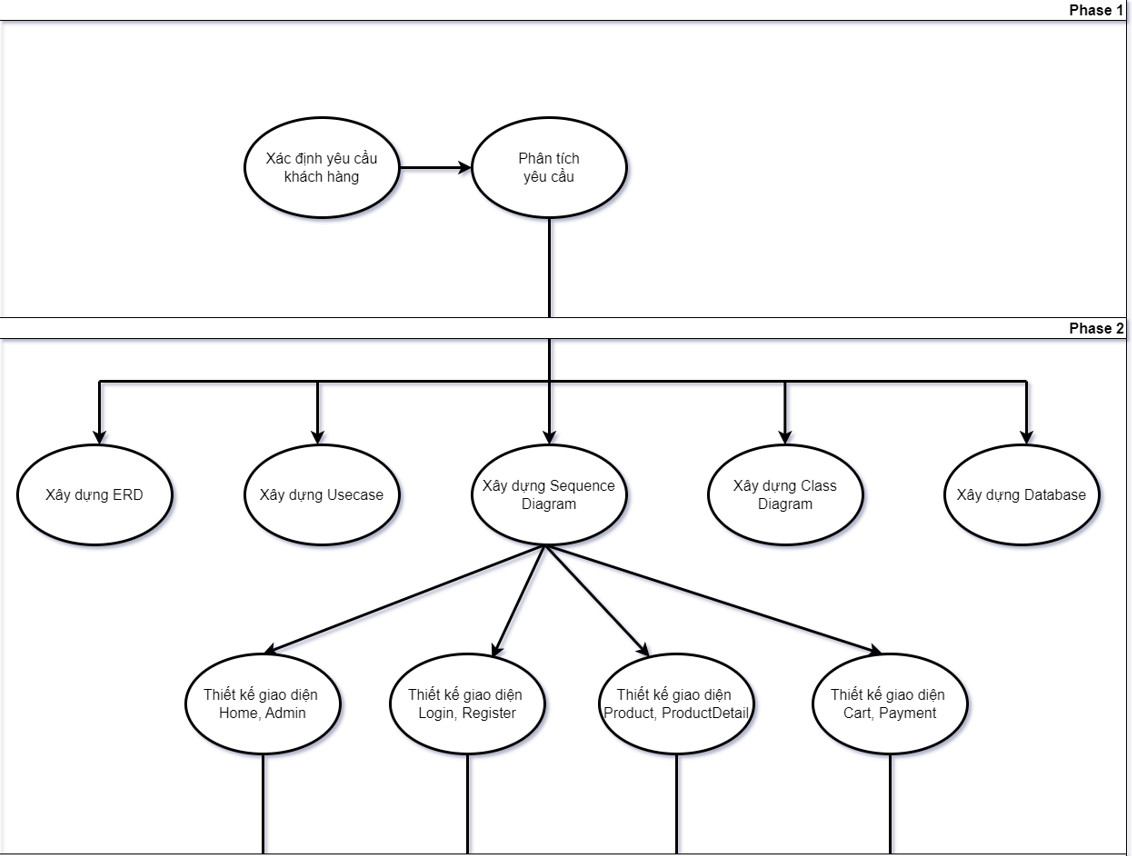 Phase 1
Xác định yêu cầu
khách hàng
Phân tích
yêu cầu
Phase 2
Xây dựng ERD
Xây dựng Usecase
Xây dựng Sequence
Diagram
Xây dựng Class
Diagram
Xây dựng Database
Thiết kế giao diện
Home, Admin
Thiết kế giao diện
Login, Register
Thiết kế giao diện
Product, ProductDetail
Thiết kế giao diện
Cart, Payment